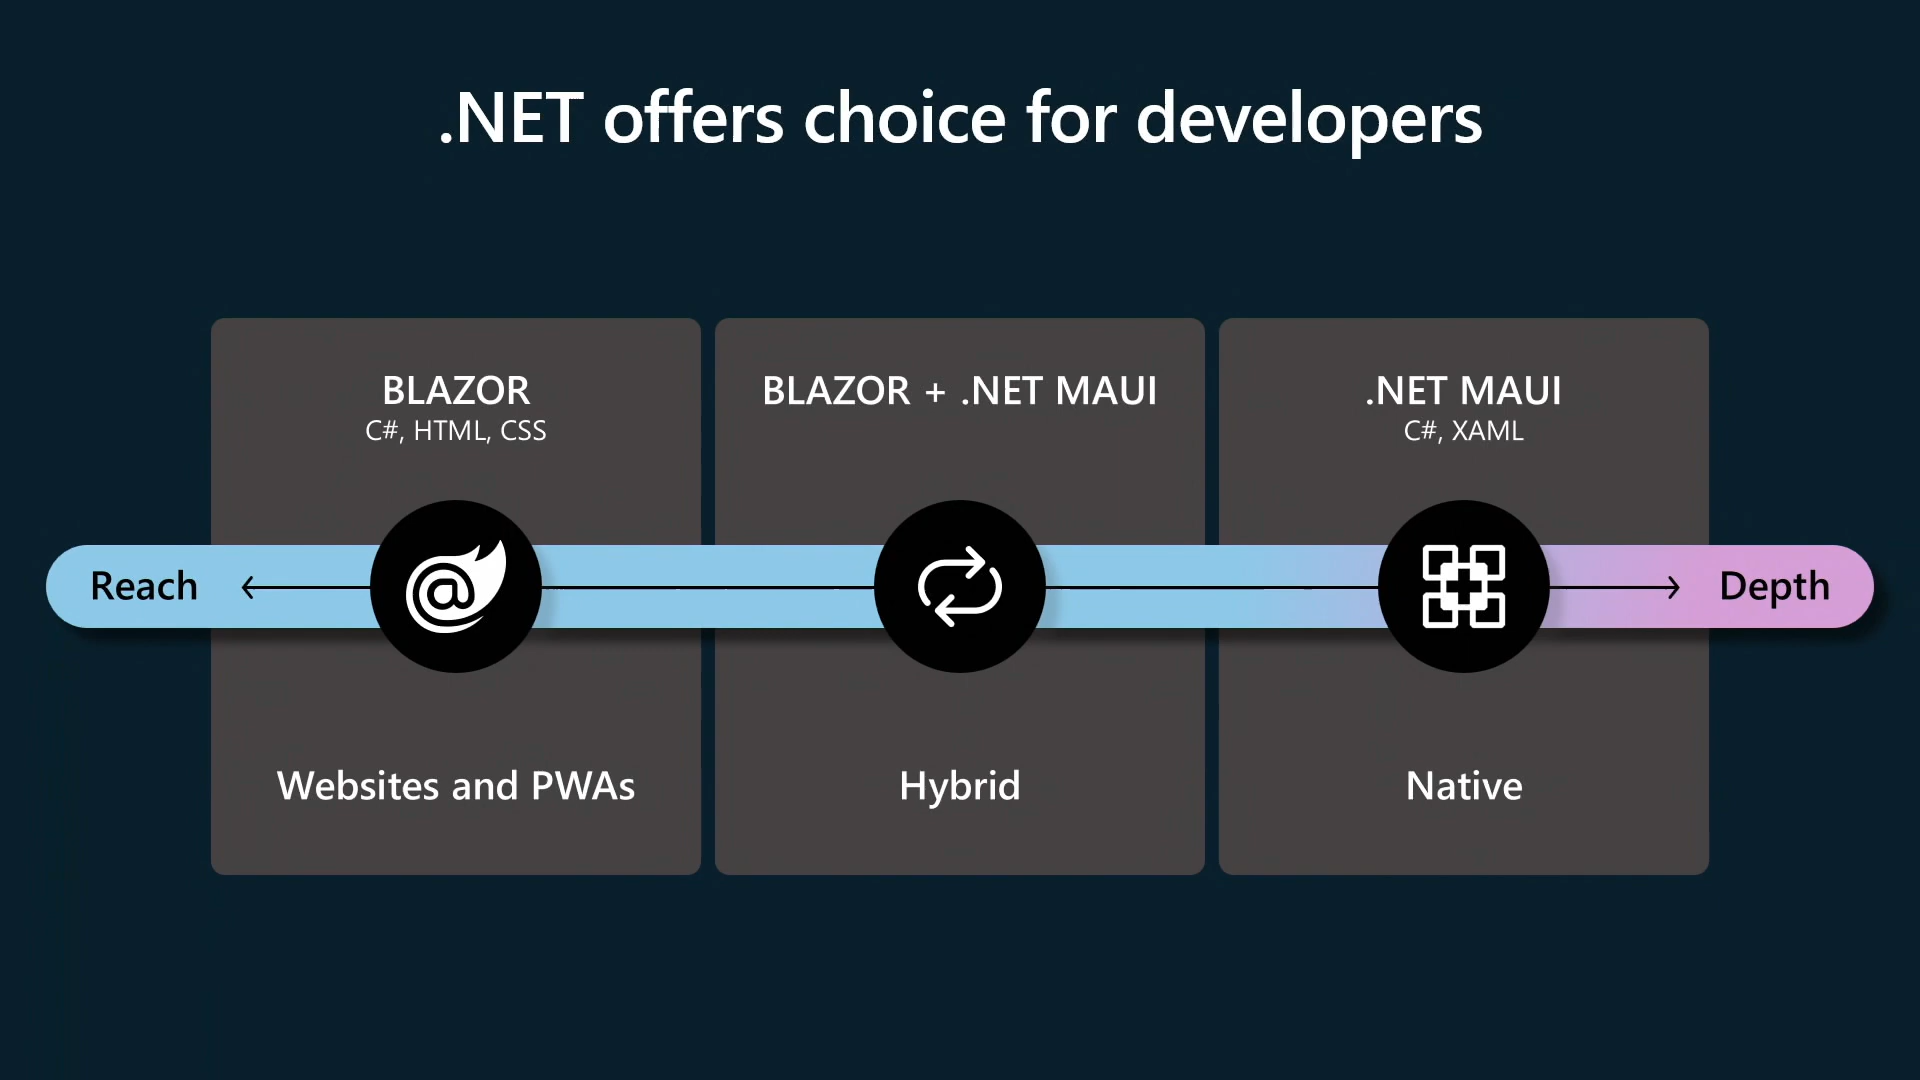 .NET offers choice for developers
BLAZOR
C#, HTML, CSS
BLAZOR + .NET MAUI
.NET MAUI
C#, XAML
Reach
@
Depth
Websites and PWAs
Hybrid
Native